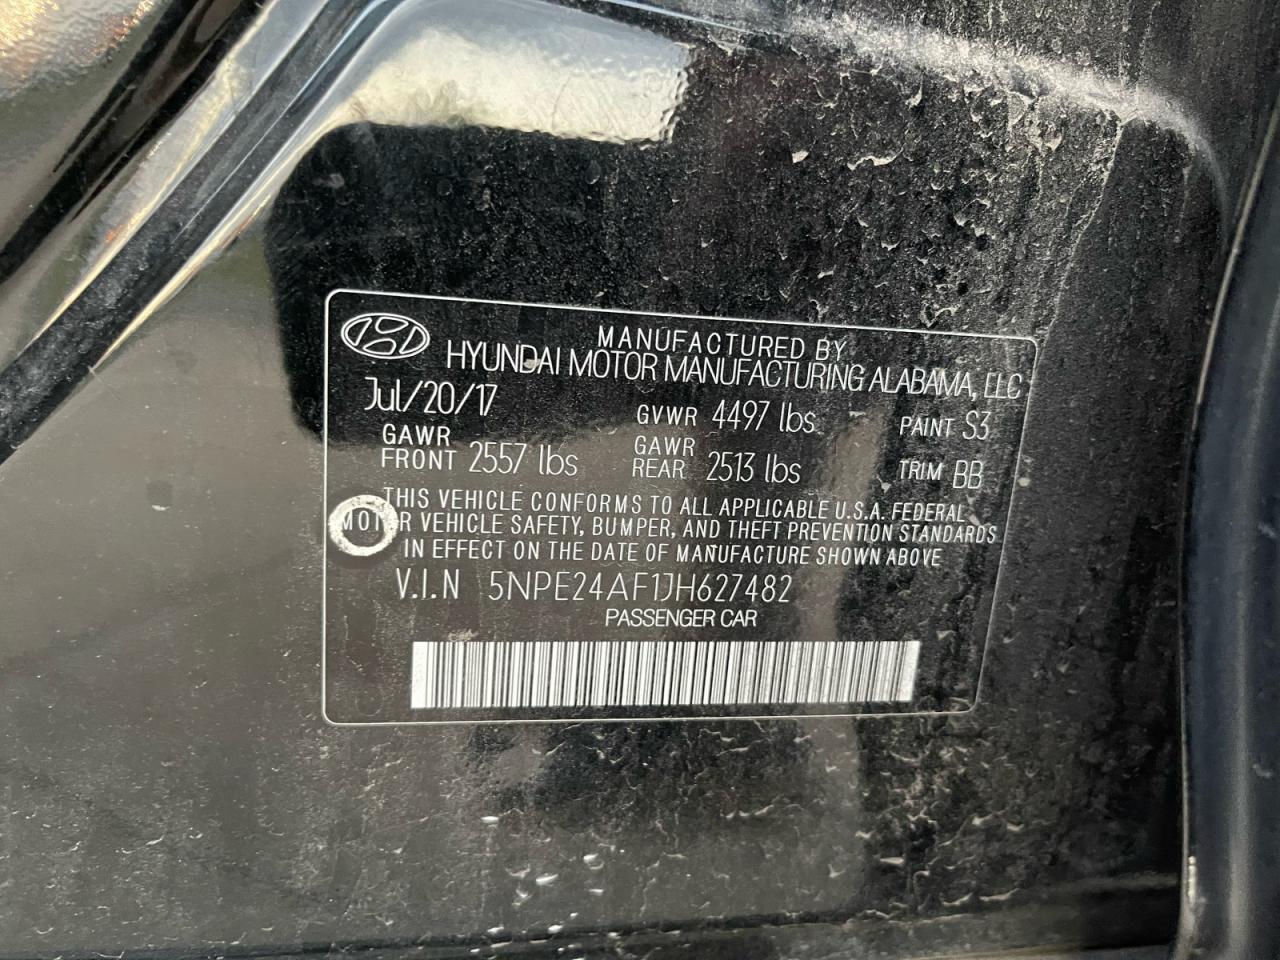 MANUFACTURED BY
HYUNDAI MOTOR MANUFACTURING ALABAMA, LLC
Jul/20/17 GVWR 4497 lbs PAINT S3
GAWR FRONT 2557 lbs GAWR REAR 2513 lbs TRIM BB
THIS VEHICLE CONFORMS TO ALL APPLICABLE U.S.A. FEDERAL
MOTOR VEHICLE SAFETY, BUMPER, AND THEFT PREVENTION STANDARDS
IN EFFECT ON THE DATE OF MANUFACTURE SHOWN ABOVE
V.I.N 5NPE24AF1JH627482
PASSENGER CAR